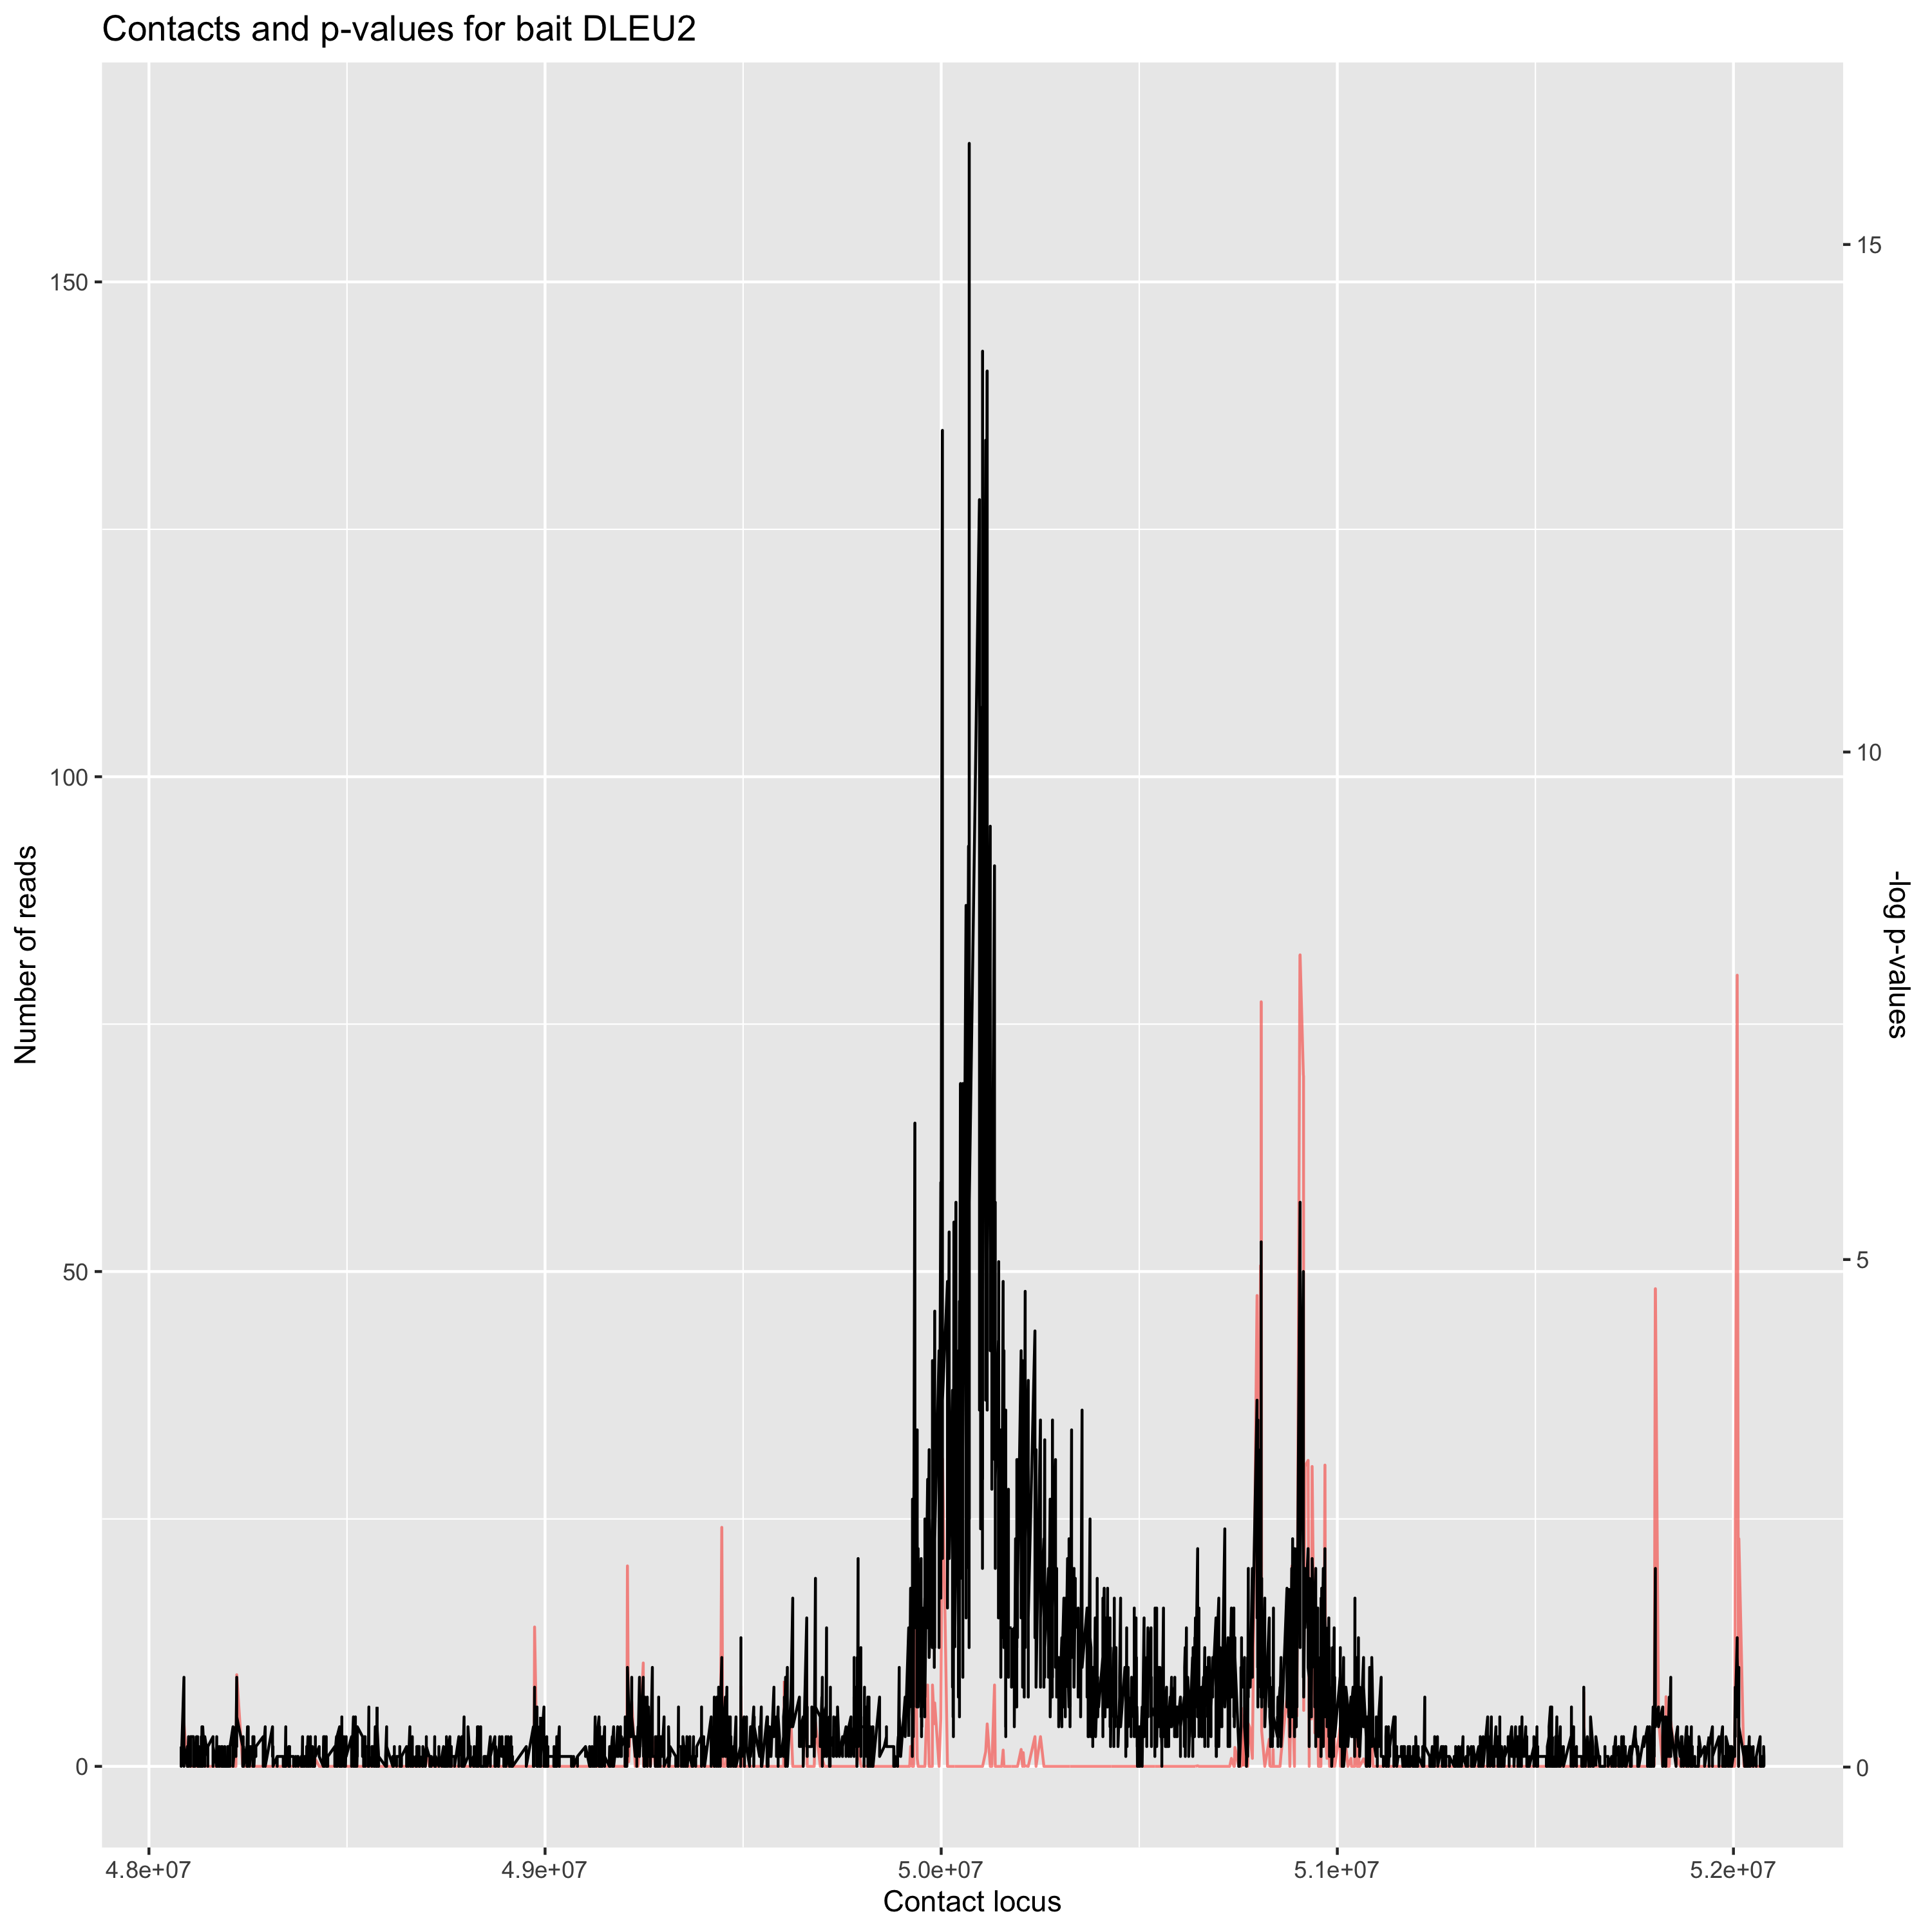 Contacts and p-values for bait DLEU2
Number of reads
150
100
50
0
15
10
5
0
-log p-values
4.8e+07
4.9e+07
5.0e+07
5.1e+07
5.2e+07
Contact locus